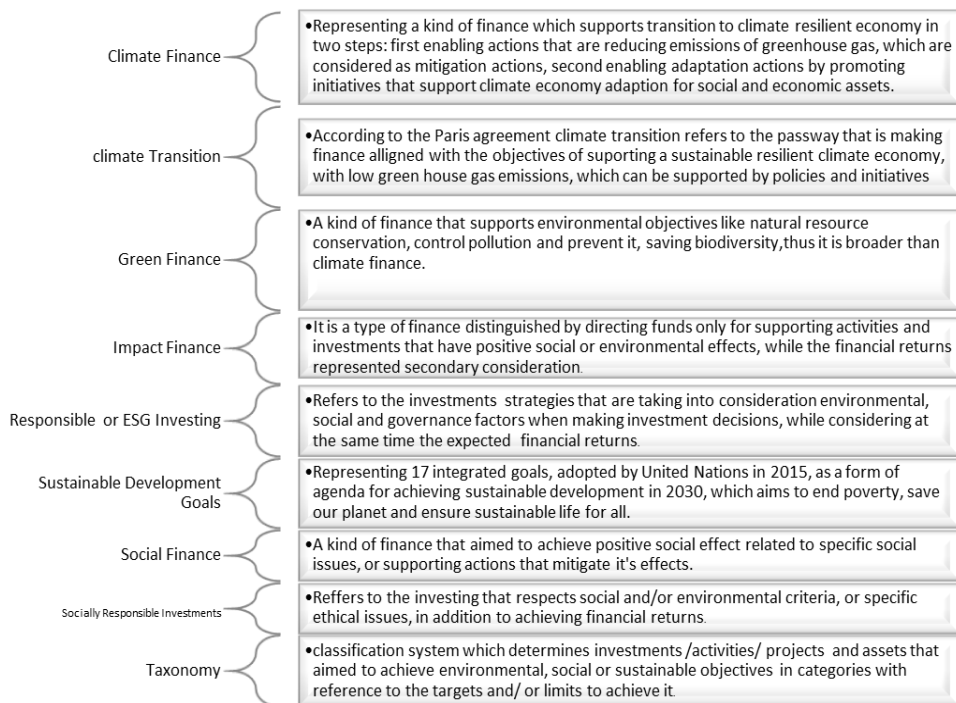 Climate Finance
•Representing a kind of finance which supports transition to climate resilient economy in
two steps: first enabling actions that are reducing emissions of greenhouse gas, which are
considered as mitigation actions, second enabling adaptation actions by promoting
initiatives that support climate economy adaption for social and economic assets.
climate Transition
•According to the Paris agreement climate transition refers to the passway that is making
finance alligned with the objectives of suporting a sustainable resilient climate economy,
with low green house gas emissions, which can be supported by policies and initiatives
Green Finance
•A kind of finance that supports environmental objectives like natural resource
conservation, control pollution and prevent it, saving biodiversity,thus it is broader than
climate finance.
Impact Finance
•It is a type of finance distinguished by directing funds only for supporting activities and
investments that have positive social or environmental effects, while the financial returns
represented secondary consideration.
Responsible or ESG Investing
•Refers to the investments strategies that are taking into consideration environmental,
social and governance factors when making investment decisions, while considering at
the same time the expected financial returns.
Sustainable Development
Goals
•Representing 17 integrated goals, adopted by United Nations in 2015, as a form of
agenda for achieving sustainable development in 2030, which aims to end poverty, save
our planet and ensure sustainable life for all.
Social Finance
•A kind of finance that aimed to achieve positive social effect related to specific social
issues, or supporting actions that mitigate it's effects.
Socially Responsible Investments
•Reffers to the investing that respects social and/or environmental criteria, or specific
ethical issues, in addition to achieving financial returns.
Taxonomy
•classification system which determines investments /activities/ projects and assets that
aimed to achieve environmental, social or sustainable objectives in categories with
reference to the targets and/ or limits to achieve it.